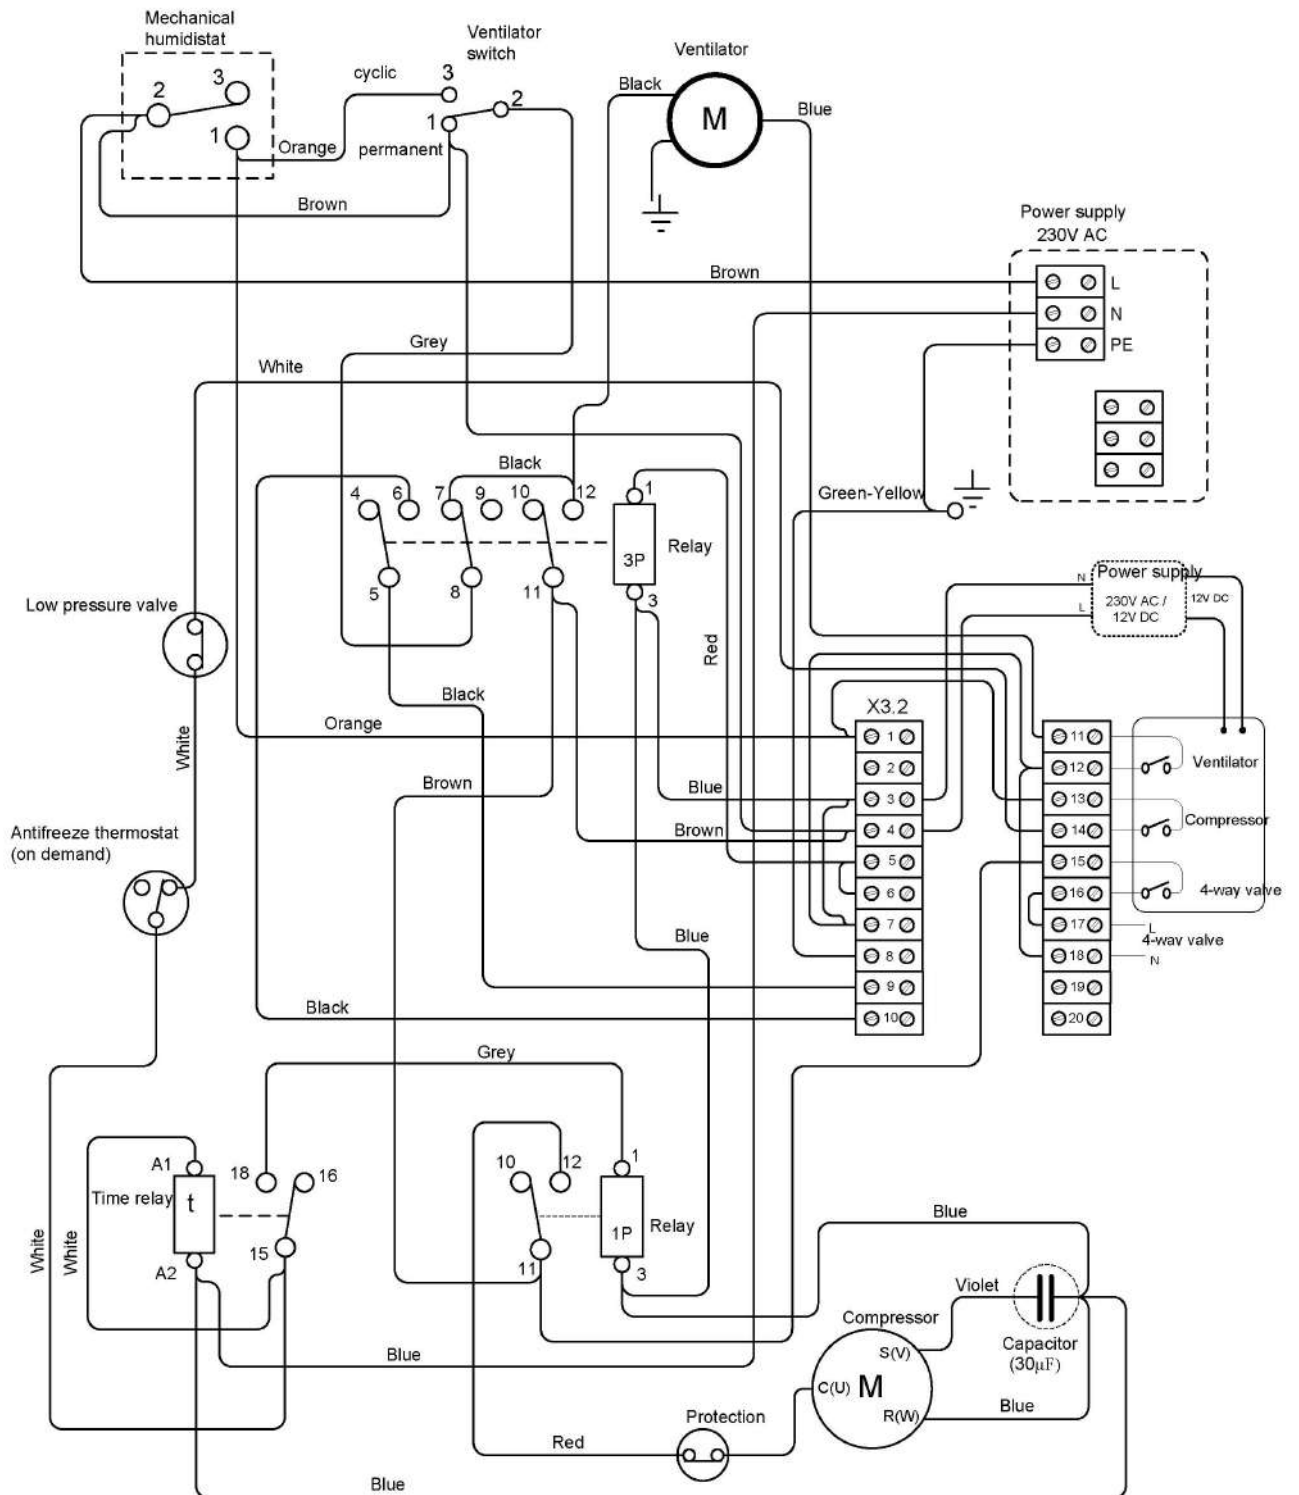 Mechanical
humidistat
Ventilator
switch
Ventilator
cyclic
3
3
2
2
Black
M
Blue
1
1
Orange
permanent
Brown
Power supply
230V AC
Brown
L
N
PE
Grey
White
Black
4
6
7
9
10
12
1
Green-Yellow
3P
Relay
5
8
11
3
Low pressure valve
Power supply
N
L
230V AC /
12V DC
12V DC
Red
Black
Orange
X3.2
White
1
11
2
12
Ventilator
Brown
Blue
3
13
Antifreeze thermostat
(on demand)
Brown
4
14
Compressor
5
15
6
16
4-way valve
7
17
L
Blue
4-way valve
8
18
N
9
19
Black
10
20
Grey
A1
18
16
10
12
1
Time relay
t
1P
Relay
White
White
15
A2
11
3
Blue
Violet
Compressor
Capacitor
(30µF)
S(V)
C(U)
M
R(W)
Blue
Blue
Protection
Red
Blue